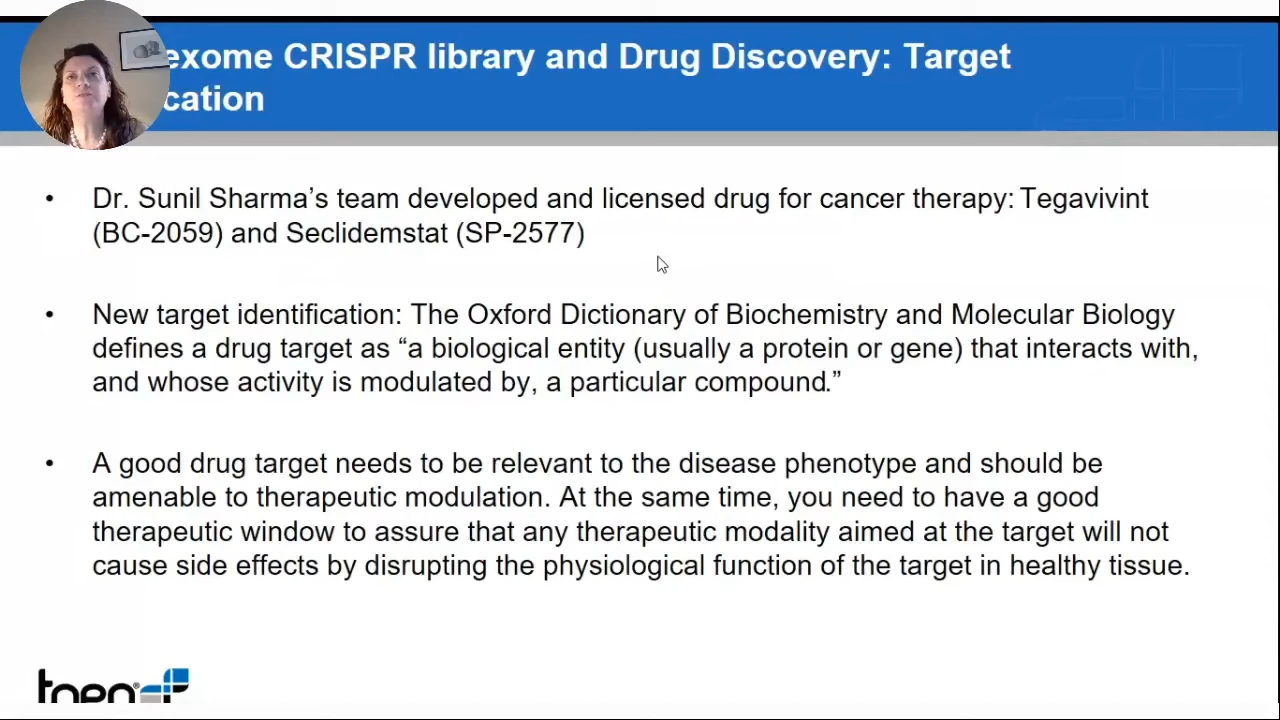 exome CRISPR library and Drug Discovery: Target
cation
• Dr. Sunil Sharma’s team developed and licensed drug for cancer therapy: Tegavivint
(BC-2059) and Seclidemstat (SP-2577)
• New target identification: The Oxford Dictionary of Biochemistry and Molecular Biology
defines a drug target as “a biological entity (usually a protein or gene) that interacts with,
and whose activity is modulated by, a particular compound.”
• A good drug target needs to be relevant to the disease phenotype and should be
amenable to therapeutic modulation. At the same time, you need to have a good
therapeutic window to assure that any therapeutic modality aimed at the target will not
cause side effects by disrupting the physiological function of the target in healthy tissue.